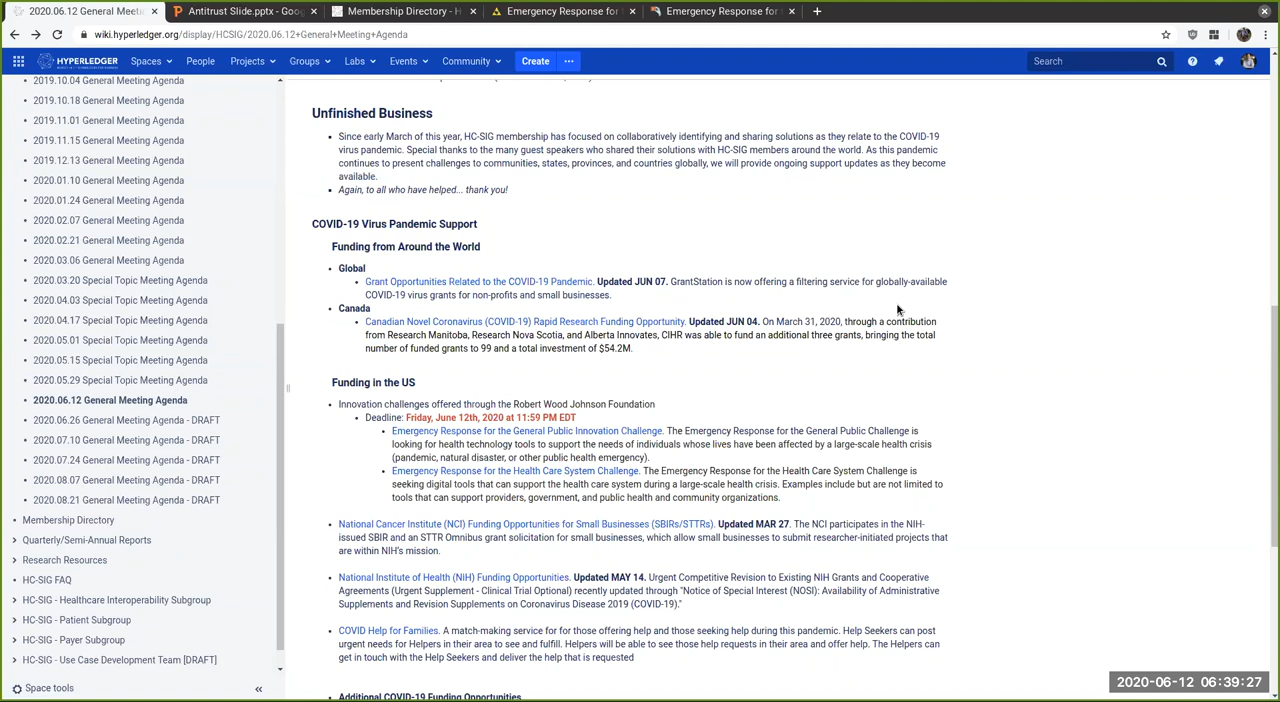 2020.06.12 General Meeting A
Antitrust Slide.pptx - Goo
Membership Directory - H
Emergency Response for
Emergency Response for
wiki.hyperledger.org/display/HCSIG/2020.06.12+General+Meeting+Agenda
HYPERLEDGER
Spaces
People
Projects
Groups
Labs
Events
Community
Create
Search
2019.10.04 General Meeting Agenda
2019.10.18 General Meeting Agenda
2019.11.01 General Meeting Agenda
2019.11.15 General Meeting Agenda
2019.12.13 General Meeting Agenda
2020.01.10 General Meeting Agenda
2020.01.24 General Meeting Agenda
2020.02.07 General Meeting Agenda
2020.02.21 General Meeting Agenda
2020.03.06 General Meeting Agenda
2020.03.20 Special Topic Meeting Agenda
2020.04.03 Special Topic Meeting Agenda
2020.04.17 Special Topic Meeting Agenda
2020.05.01 Special Topic Meeting Agenda
2020.05.15 Special Topic Meeting Agenda
2020.05.29 Special Topic Meeting Agenda
2020.06.12 General Meeting Agenda
2020.06.26 General Meeting Agenda - DRAFT
2020.07.10 General Meeting Agenda - DRAFT
2020.07.24 General Meeting Agenda - DRAFT
2020.08.07 General Meeting Agenda - DRAFT
2020.08.21 General Meeting Agenda - DRAFT
Membership Directory
Quarterly/Semi-Annual Reports
Research Resources
HC-SIG FAQ
HC-SIG - Healthcare Interoperability Subgroup
HC-SIG - Patient Subgroup
HC-SIG - Payer Subgroup
HC-SIG - Use Case Development Team [DRAFT]
Space tools
Unfinished Business
Since early March of this year, HC-SIG membership has focused on collaboratively identifying and sharing solutions as they relate to the COVID-19
virus pandemic. Special thanks to the many guest speakers who shared their solutions with HC-SIG members around the world. As this pandemic
continues to present challenges to communities, states, provinces, and countries globally, we will provide ongoing support updates as they become
available.
Again, to all who have helped... thank you!
COVID-19 Virus Pandemic Support
Funding from Around the World
Global
Grant Opportunities Related to the COVID-19 Pandemic. Updated JUN 07. GrantStation is now offering a filtering service for globally-available
COVID-19 virus grants for non-profits and small businesses.
Canada
Canadian Novel Coronavirus (COVID-19) Rapid Research Funding Opportunity. Updated JUN 04. On March 31, 2020, through a contribution
from Research Manitoba, Research Nova Scotia, and Alberta Innovates, CIHR was able to fund an additional three grants, bringing the total
number of funded grants to 99 and a total investment of $54.2M.
Funding in the US
Innovation challenges offered through the Robert Wood Johnson Foundation
Deadline: Friday, June 12th, 2020 at 11:59 PM EDT
Emergency Response for the General Public Innovation Challenge. The Emergency Response for the General Public Challenge is
looking for health technology tools to support the needs of individuals whose lives have been affected by a large-scale health crisis
(pandemic, natural disaster, or other public health emergency).
Emergency Response for the Health Care System Challenge. The Emergency Response for the Health Care System Challenge is
seeking digital tools that can support the health care system during a large-scale health crisis. Examples include but are not limited to
tools that can support providers, government, and public health and community organizations.
National Cancer Institute (NCI) Funding Opportunities for Small Businesses (SBIRs/STTRs). Updated MAR 27. The NCI participates in the NIH-
issued SBIR and an STTR Omnibus grant solicitation for small businesses, which allow small businesses to submit researcher-initiated projects that
are within NIH's mission.
National Institute of Health (NIH) Funding Opportunities. Updated MAY 14. Urgent Competitive Revision to Existing NIH Grants and Cooperative
Agreements (Urgent Supplement - Clinical Trial Optional) recently updated through "Notice of Special Interest (NOSI): Availability of Administrative
Supplements and Revision Supplements on Coronavirus Disease 2019 (COVID-19)."
COVID Help for Families. A match-making service for for those offering help and those seeking help during this pandemic. Help Seekers can post
urgent needs for Helpers in their area to see and fulfill. Helpers will be able to see those help requests in their area and offer help. The Helpers can
get in touch with the Help Seekers and deliver the help that is requested
Additional COVID-19 Funding Opportunities
2020-06-12 06:39:27